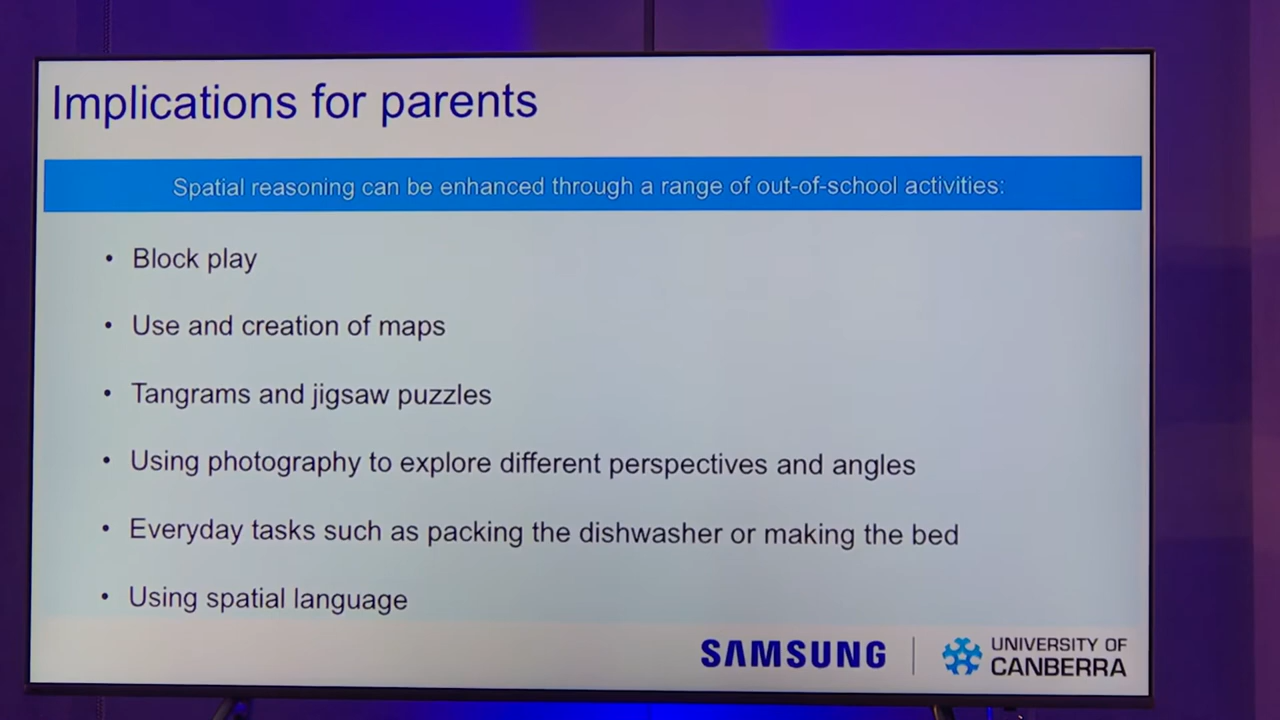 Implications for parents
Spatial reasoning can be enhanced through a range of out-of-school activities:
• Block play
• Use and creation of maps
• Tangrams and jigsaw puzzles
• Using photography to explore different perspectives and angles
• Everyday tasks such as packing the dishwasher or making the bed
• Using spatial language
SAMSUNG
UNIVERSITY OF
CANBERRA